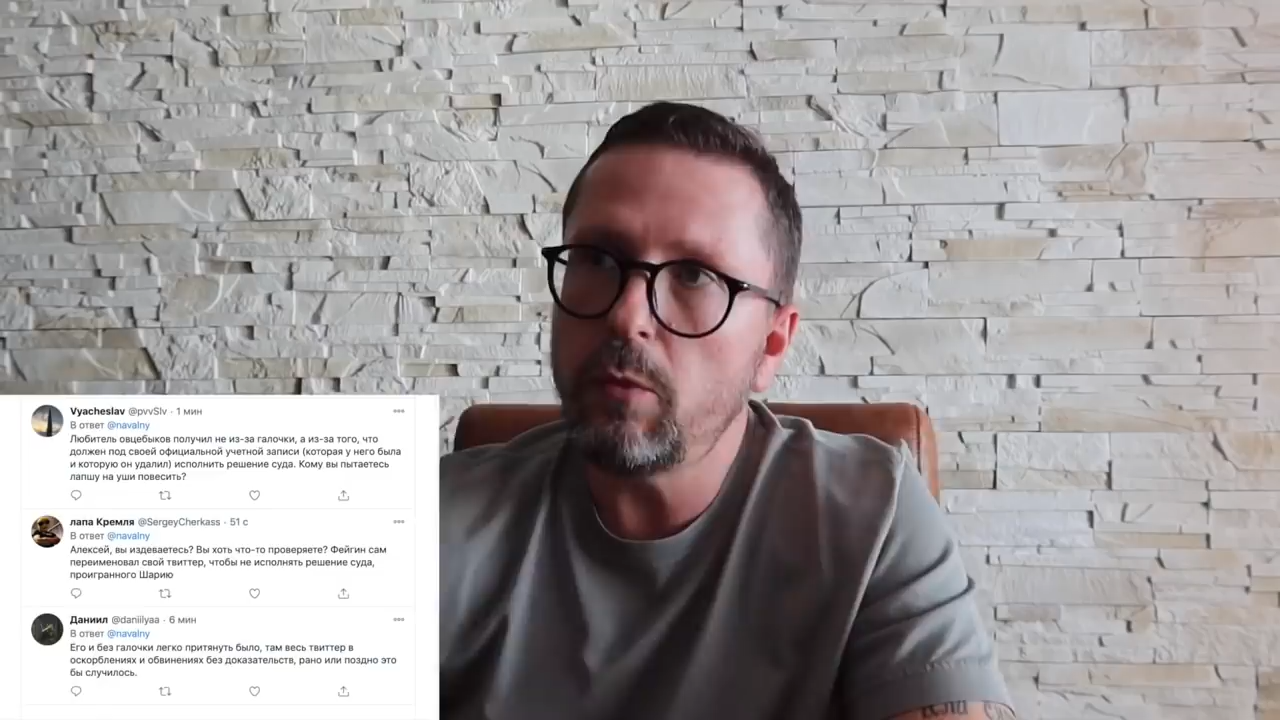 Vyacheslav @pvvSlv · 1 мин
В ответ @navalny
Любитель овцебыков получил не из-за галочки, а из-за того, что
должен под своей официальной учетной записи (которая у него была
и которую он удалил) исполнить решение суда. Кому вы пытаетесь
лапшу на уши повесить?
лапа Кремля @SergeyCherkass · 51 с
В ответ @navalny
Алексей, вы издеваетесь? Вы хоть что-то проверяете? Фейгин сам
переименовал свой твиттер, чтобы не исполнять решение суда,
проигранного Шарию
Даниил @daniilyaa · 6 мин
В ответ @navalny
Его и без галочки легко притянуть было, там весь твиттер в
оскорблениях и обвинениях без доказательств, рано или поздно это
бы случилось.